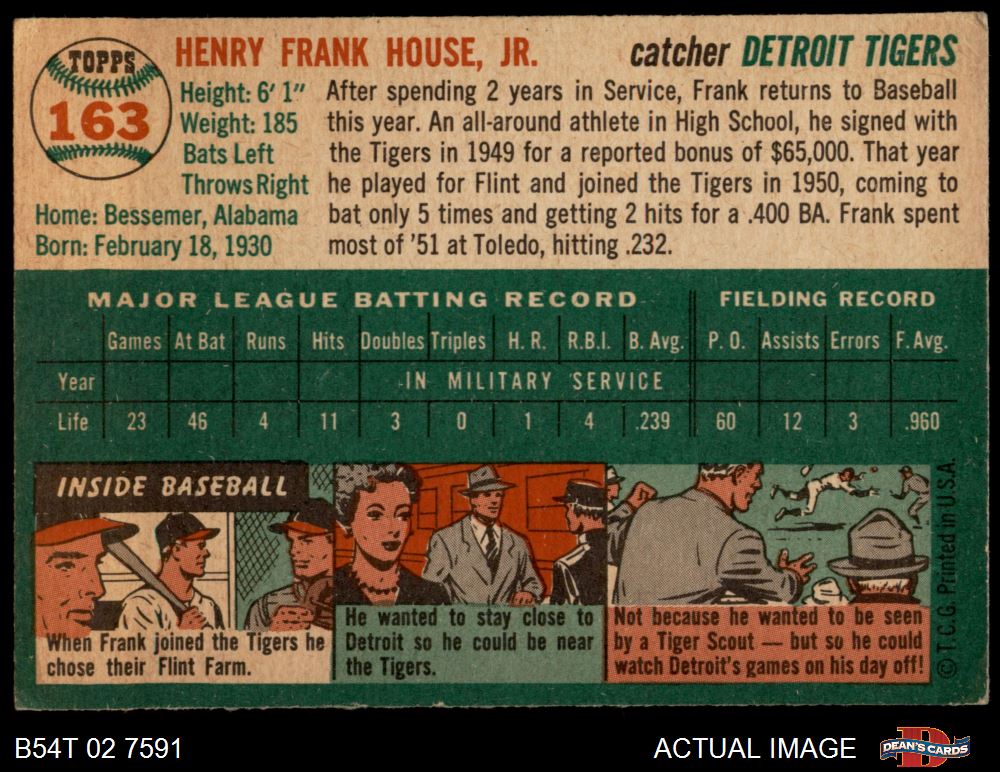 TOPPS
163
HENRY FRANK HOUSE, JR. catcher DETROIT TIGERS
Height: 6' 1"
Weight: 185
Bats Left
Throws Right
Home: Bessemer, Alabama
Born: February 18, 1930
After spending 2 years in Service, Frank returns to Baseball
this year. An all-around athlete in High School, he signed with
the Tigers in 1949 for a reported bonus of $65,000. That year
he played for Flint and joined the Tigers in 1950, coming to
bat only 5 times and getting 2 hits for a .400 BA. Frank spent
most of '51 at Toledo, hitting .232.
MAJOR LEAGUE BATTING RECORD FIELDING RECORD
Games At Bat Runs Hits Doubles Triples H. R. R.B.I. B. Avg. P. O. Assists Errors F. Avg.
Year IN MILITARY SERVICE
Life 23 46 4 11 3 0 1 4 .239 60 12 3 .960
INSIDE BASEBALL
When Frank joined the Tigers he
chose their Flint Farm.
He wanted to stay close to
Detroit so he could be near
the Tigers.
Not because he wanted to be seen
by a Tiger Scout — but so he could
watch Detroit's games on his day off!
© T.C.G. Printed in U.S.A.
B54T 02 7591 ACTUAL IMAGE
D
DEAN'S CARDS